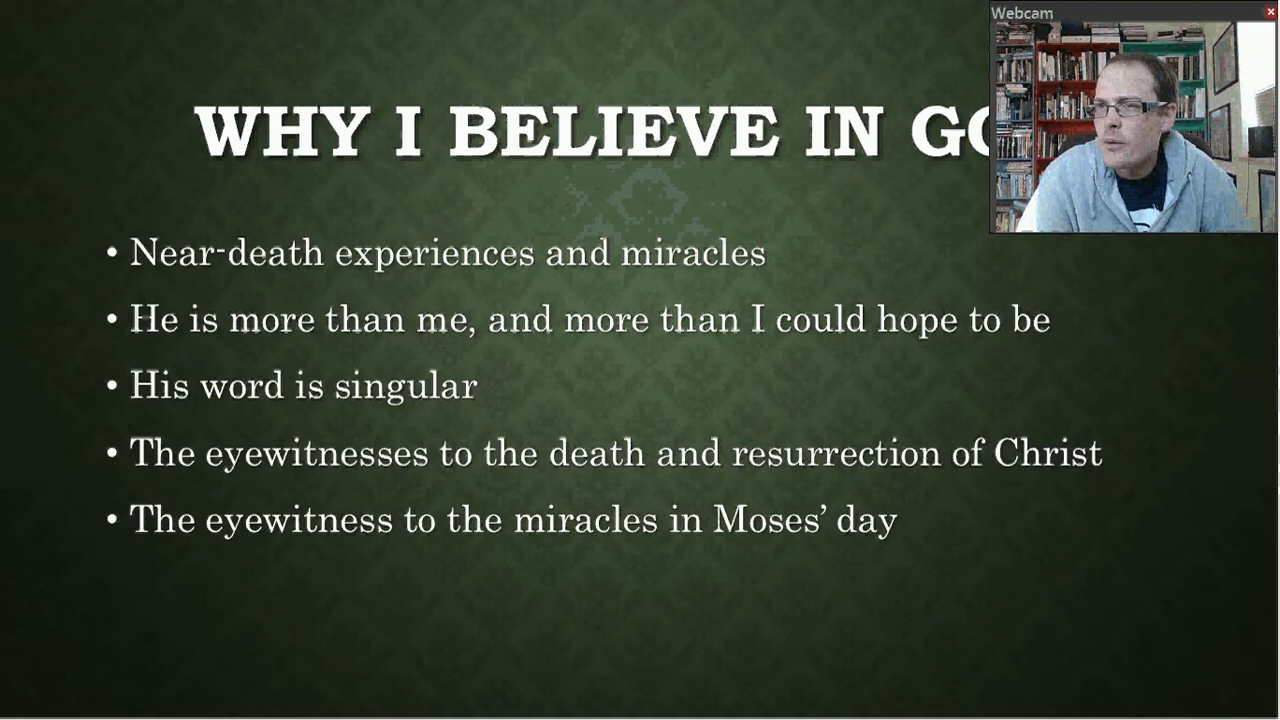 Webcam
WHY I BELIEVE IN
• Near-death experiences and miracles
• He is more than me, and more than I could hope to be
• His word is singular
• The eyewitnesses to the death and resurrection of Christ
• The eyewitness to the miracles in Moses’ day